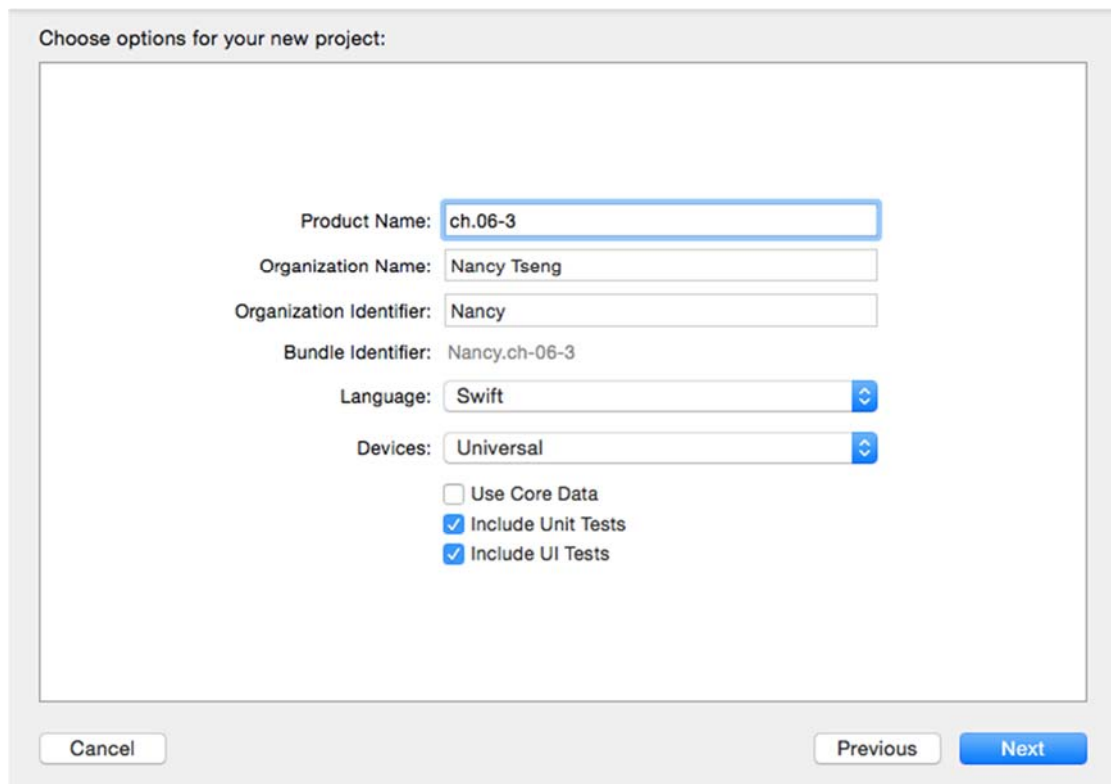 Choose options for your new project:
Product Name: ch.06-3
Organization Name: Nancy Tseng
Organization Identifier: Nancy
Bundle Identifier: Nancy.ch-06-3
Language: Swift
Devices: Universal
Use Core Data
Include Unit Tests
Include UI Tests
Cancel Previous Next